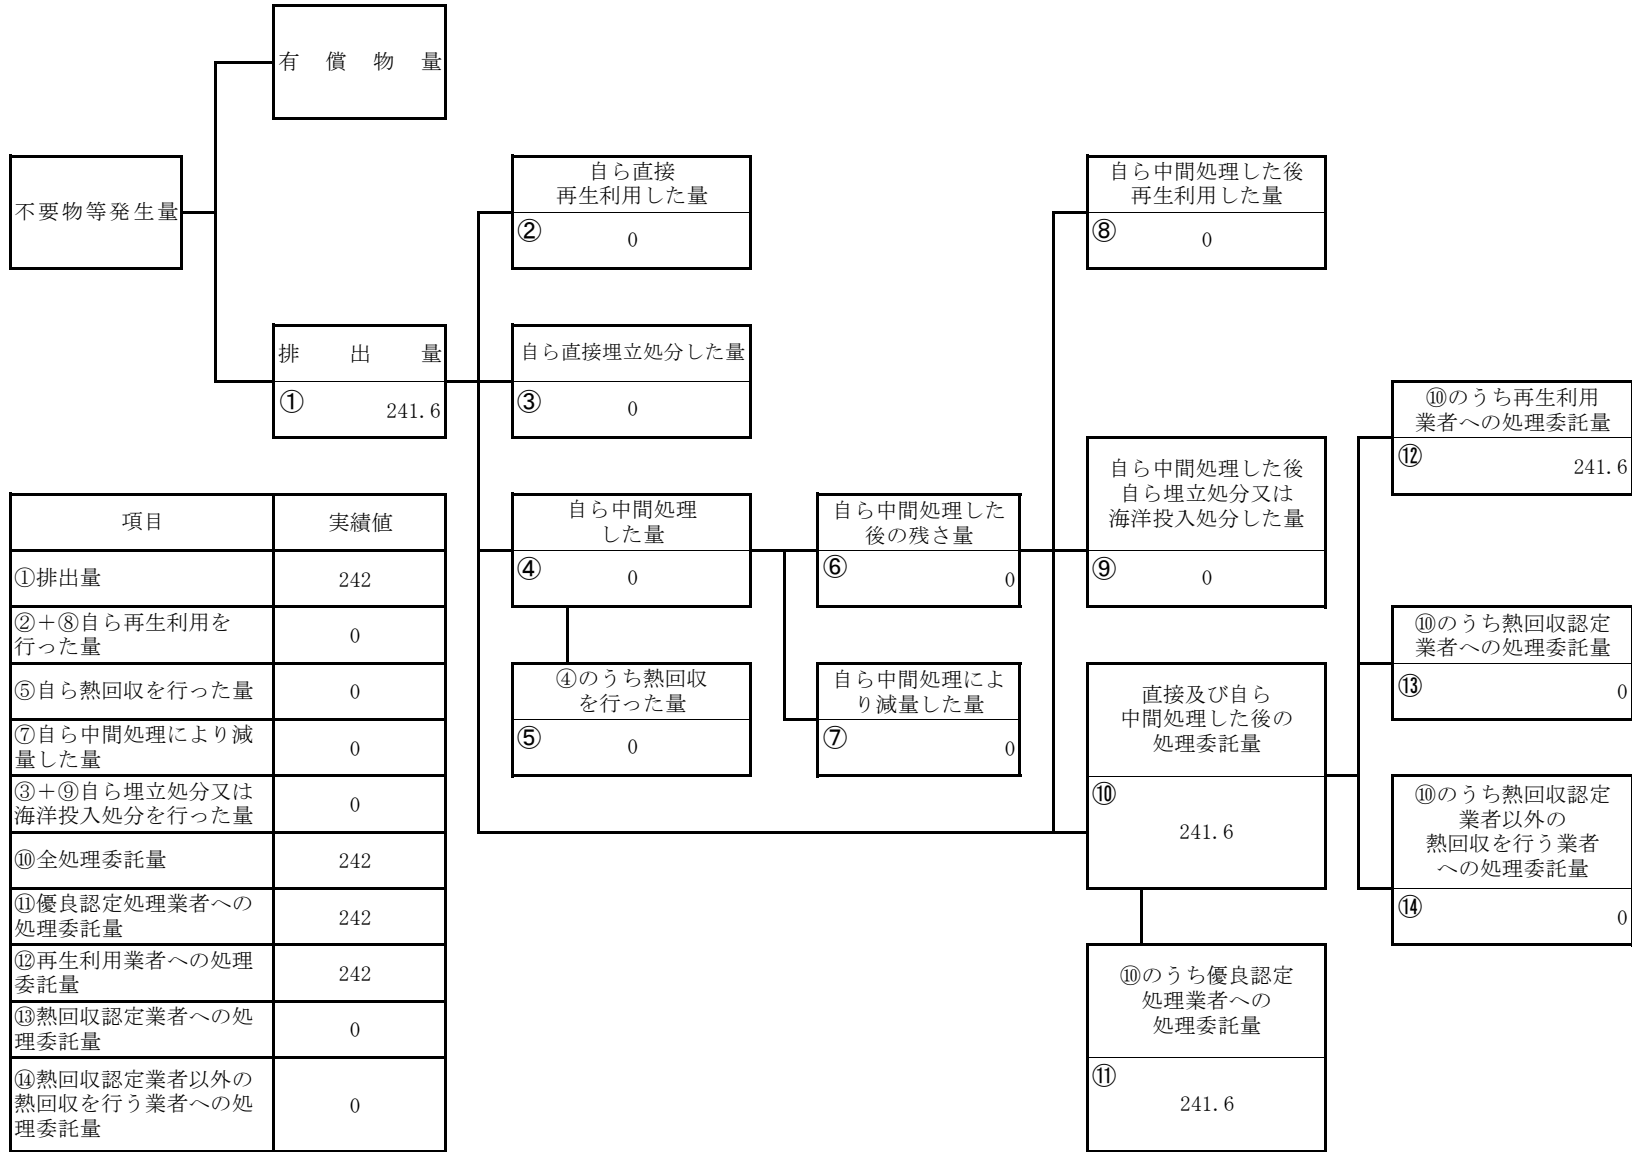 有償物量
不要物等発生量
排出量
①
241.6
自ら直接
再生利用した量
②
0
自ら直接埋立処分した量
③
0
自ら中間処理
した量
④
0
④のうち熱回収
を行った量
⑤
0
自ら中間処理した
後の残さ量
⑥
0
自ら中間処理によ
り減量した量
⑦
0
自ら中間処理した後
再生利用した量
⑧
0
自ら中間処理した後
自ら埋立処分又は
海洋投入処分した量
⑨
0
直接及び自ら
中間処理した後の
処理委託量
⑩
241.6
⑩のうち優良認定
処理業者への
処理委託量
⑪
241.6
⑩のうち再生利用
業者への処理委託量
⑫
241.6
⑩のうち熱回収認定
業者への処理委託量
⑬
0
⑩のうち熱回収認定
業者以外の
熱回収を行う業者
への処理委託量
⑭
0
項目 実績値
①排出量 242
②＋⑧自ら再生利用を
行った量 0
⑤自ら熱回収を行った量 0
⑦自ら中間処理により減
量した量 0
③＋⑨自ら埋立処分又は
海洋投入処分を行った量 0
⑩全処理委託量 242
⑪優良認定処理業者への
処理委託量 242
⑫再生利用業者への処理
委託量 242
⑬熱回収認定業者への処
理委託量 0
⑭熱回収認定業者以外の
熱回収を行う業者への処
理委託量 0